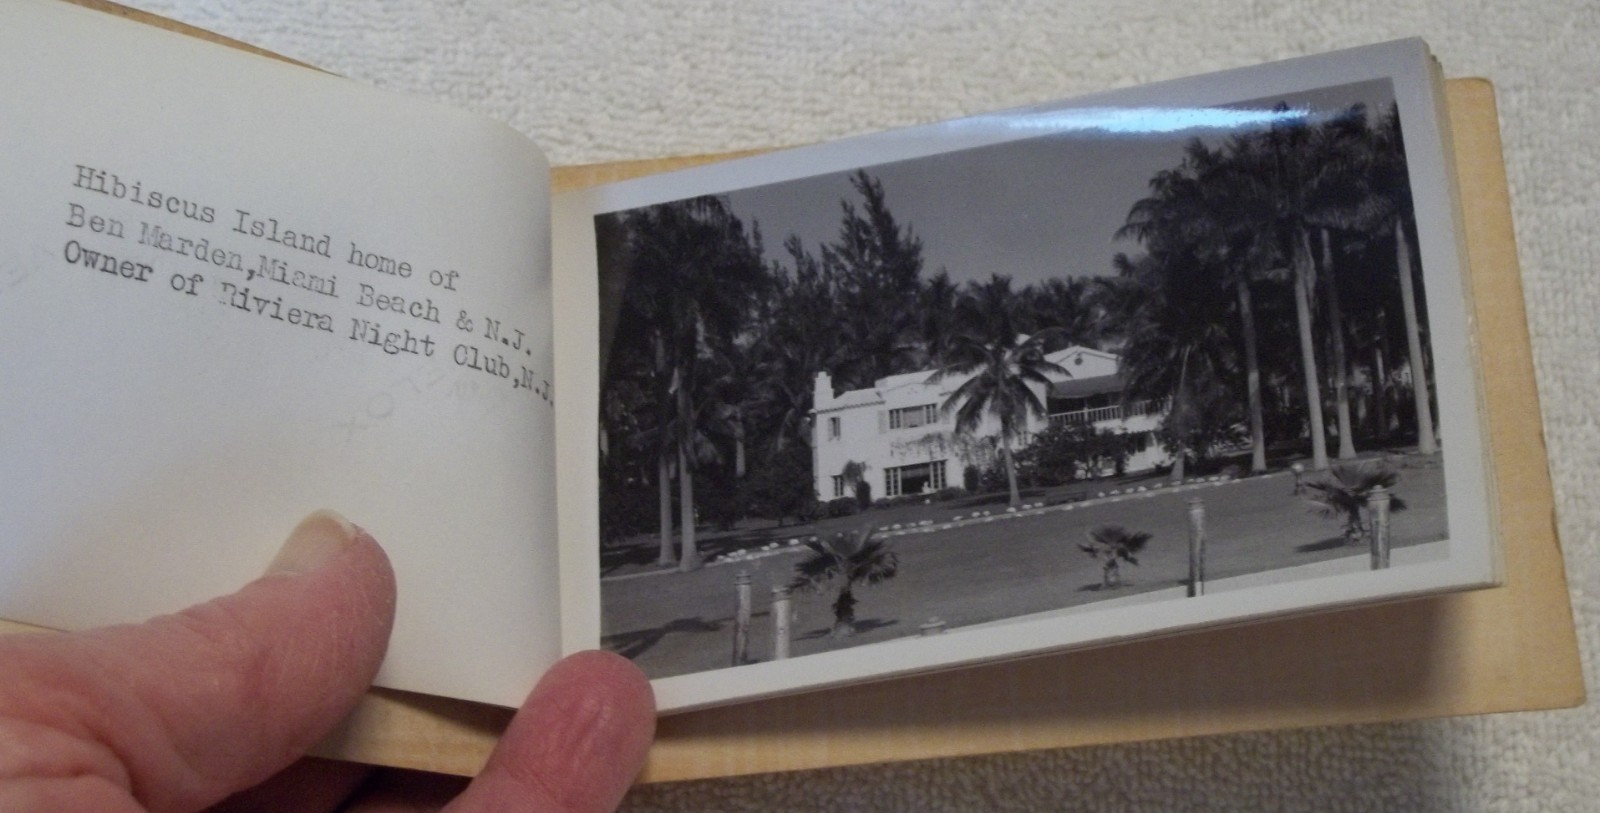 Hibiscus Island home of
Ben Marden,Miami Beach & N.J.
Owner of Riviera Night Club,N.J.